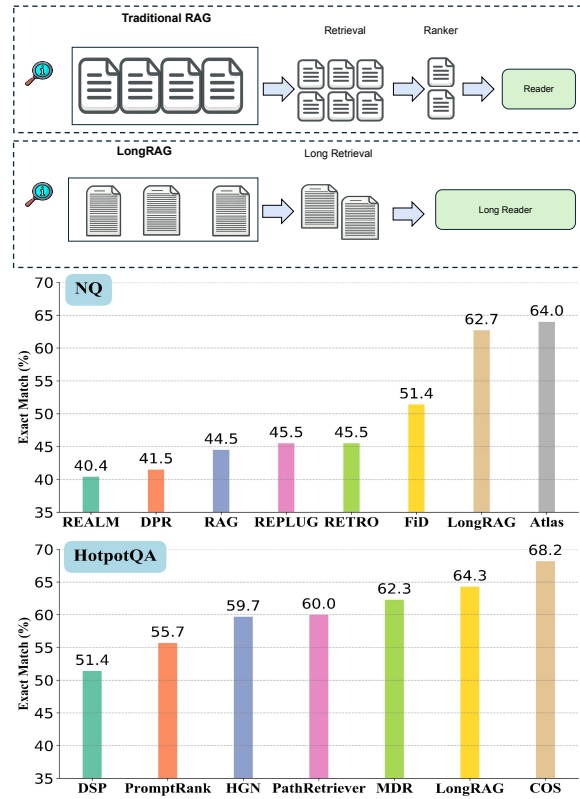 Traditional RAG
Retrieval
Ranker
Reader
LongRAG
Long Retrieval
Long Reader
NQ
Exact Match (%)
70
65
60
55
50
45
40
35
40.4
41.5
44.5
45.5
45.5
51.4
62.7
64.0
REALM DPR RAG REPLUG RETRO FiD LongRAG Atlas
HotpotQA
Exact Match (%)
70
65
60
55
50
45
40
35
51.4
55.7
59.7
60.0
62.3
64.3
68.2
DSP PromptRank HGN PathRetriever MDR LongRAG COS